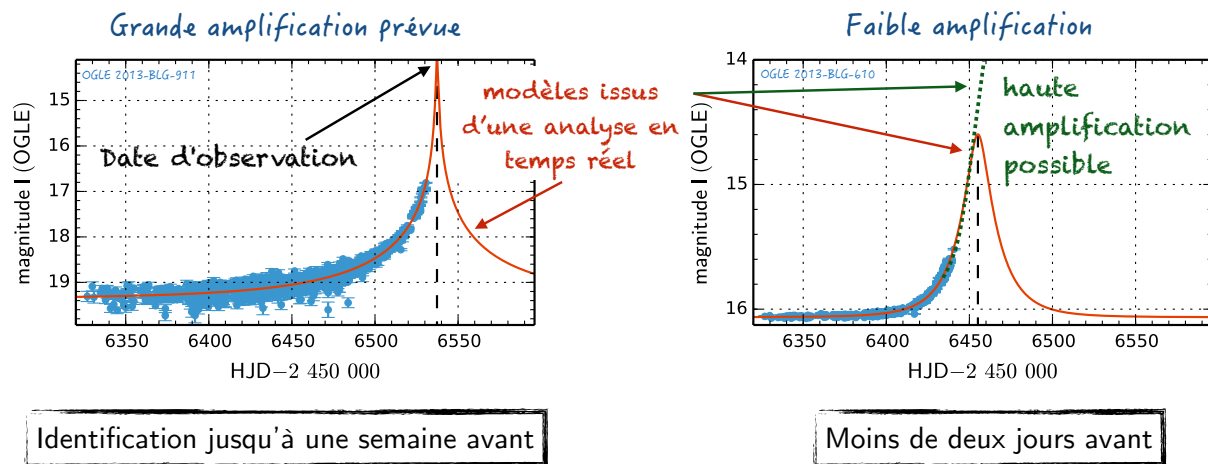 Grande amplification prévue
Faible amplification
OGLE 2013-BLG-911
15
16
17
18
19
magnitude I (OGLE)
6350
6400
6450
6500
6550
HJD−2 450 000
Date d'observation
modèles issus
d'une analyse en
temps réel
OGLE 2013-BLG-610
14
15
16
magnitude I (OGLE)
6350
6400
6450
6500
6550
HJD−2 450 000
haute
amplification
possible
Identification jusqu'à une semaine avant
Moins de deux jours avant